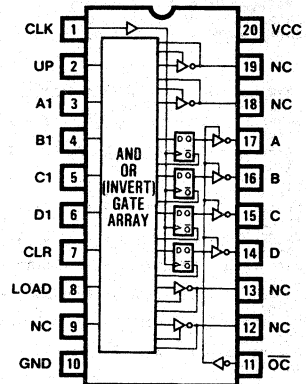 CLK 1 20 VCC
UP 2 19 NC
A1 3 18 NC
B1 4 17 A
C1 5 16 B
D1 6 15 C
CLR 7 14 D
LOAD 8 13 NC
NC 9 12 NC
GND 10 11 OC
AND
OR
(INVERT)
GATE
ARRAY